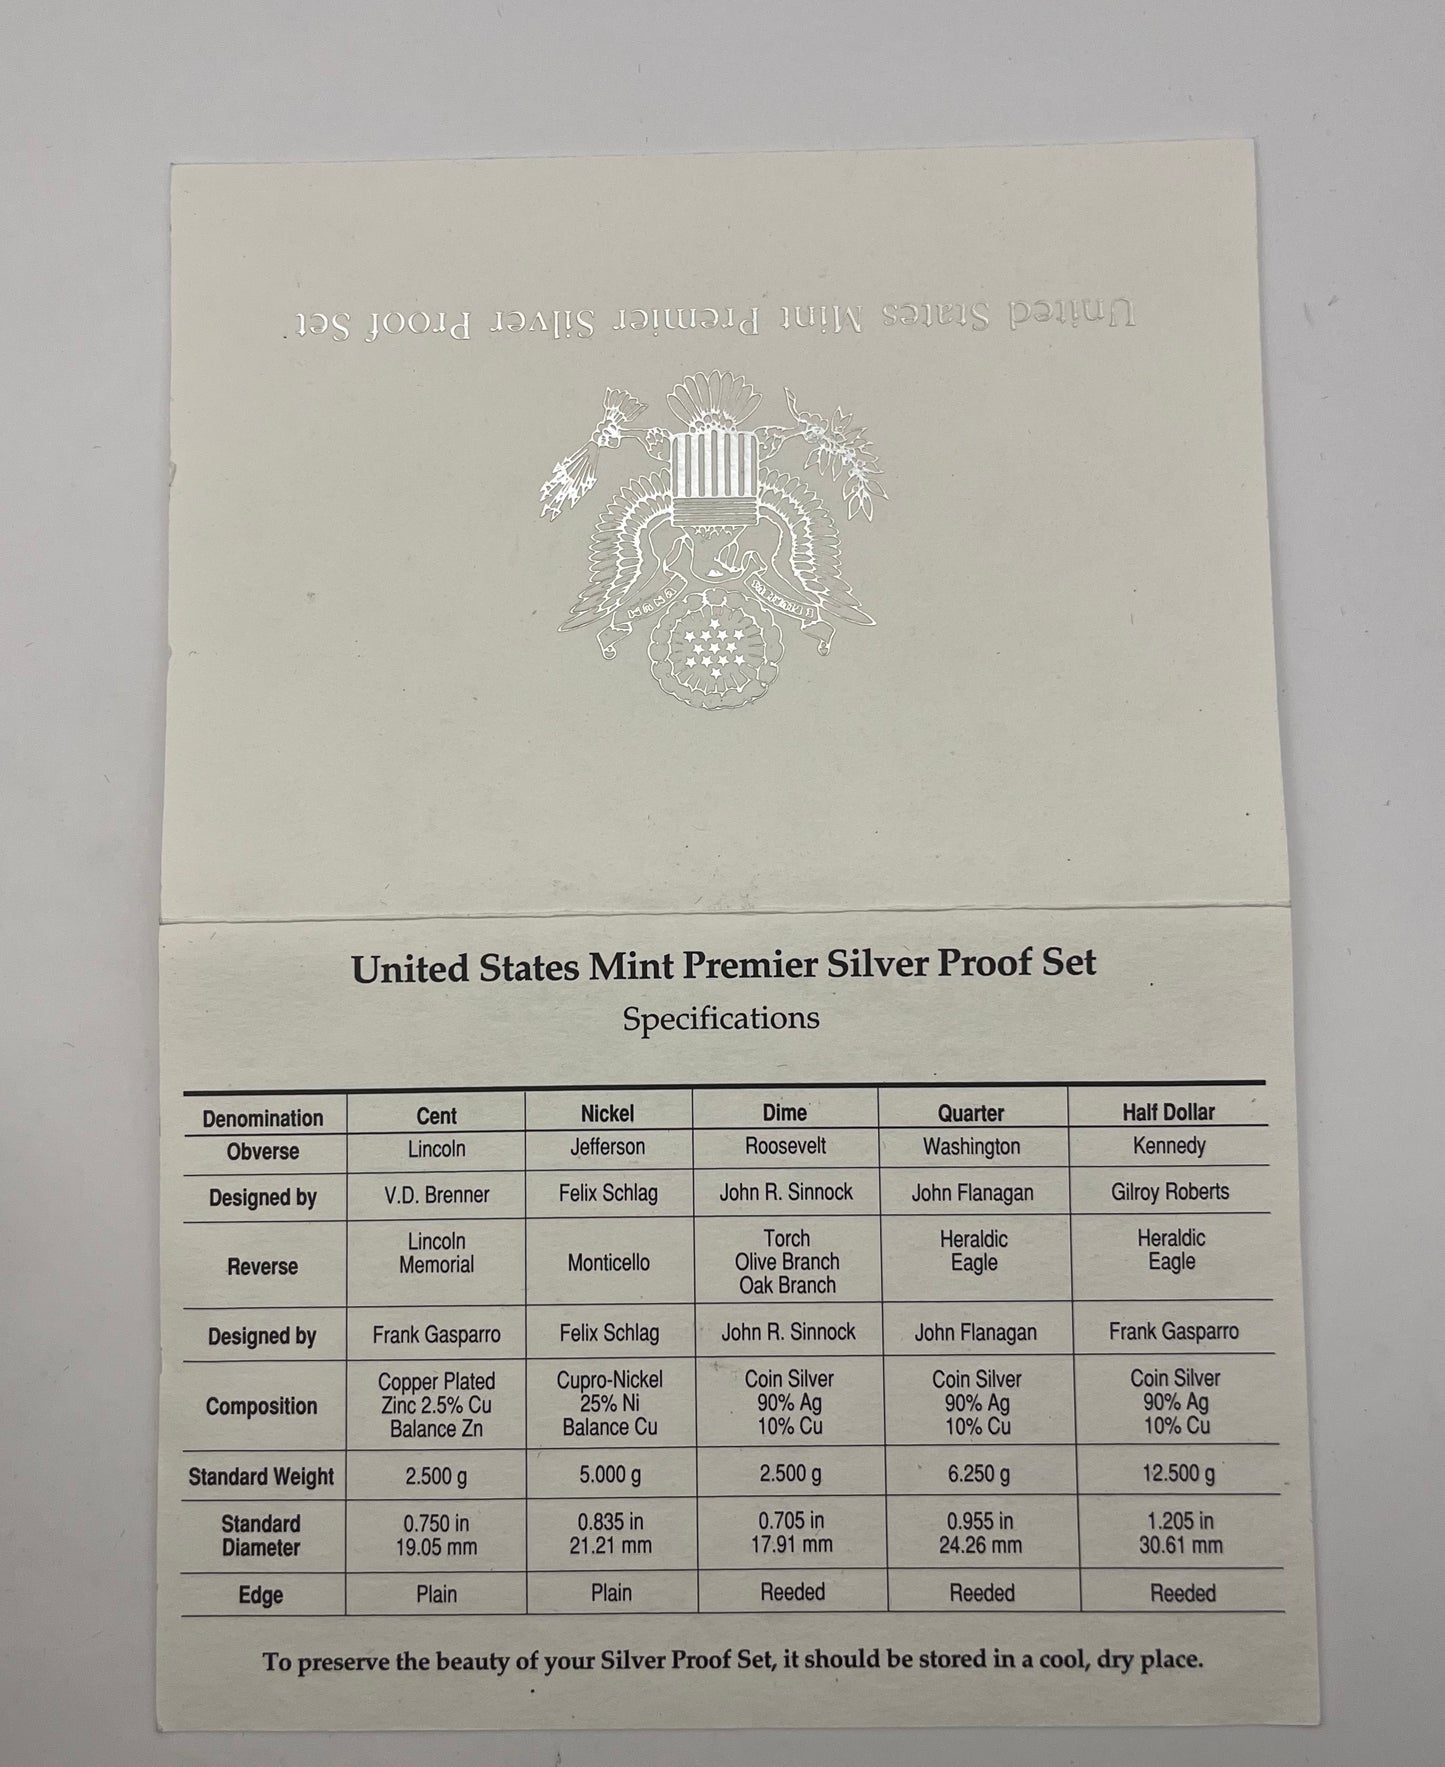 United States Mint Premier Silver Proof Set
United States Mint Premier Silver Proof Set
Specifications
Denomination Cent Nickel Dime Quarter Half Dollar
Obverse Lincoln Jefferson Roosevelt Washington Kennedy
Designed by V.D. Brenner Felix Schlag John R. Sinnock John Flanagan Gilroy Roberts
Reverse Lincoln Memorial Monticello Torch Olive Branch Oak Branch Heraldic Eagle Heraldic Eagle
Designed by Frank Gasparro Felix Schlag John R. Sinnock John Flanagan Frank Gasparro
Composition Copper Plated Zinc 2.5% Cu Balance Zn Cupro-Nickel 25% Ni Balance Cu Coin Silver 90% Ag 10% Cu Coin Silver 90% Ag 10% Cu Coin Silver 90% Ag 10% Cu
Standard Weight 2.500 g 5.000 g 2.500 g 6.250 g 12.500 g
Standard Diameter 0.750 in 19.05 mm 0.835 in 21.21 mm 0.705 in 17.91 mm 0.955 in 24.26 mm 1.205 in 30.61 mm
Edge Plain Plain Reeded Reeded Reeded
To preserve the beauty of your Silver Proof Set, it should be stored in a cool, dry place.